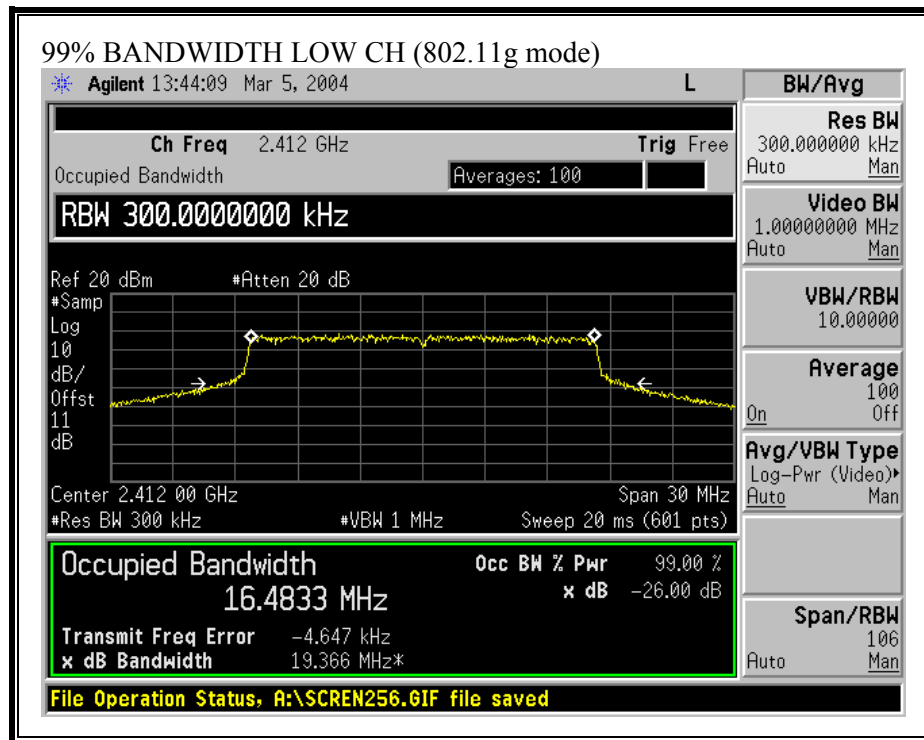 99% BANDWIDTH LOW CH (802.11g mode)
Agilent 13:44:09 Mar 5, 2004 L
BW/Avg
Ch Freq 2.412 GHz Trig Free
Occupied Bandwidth Averages: 100
RBW 300.0000000 kHz
Ref 20 dBm #Atten 20 dB
#Samp
Log
10
dB/
Offst
11
dB
Center 2.412 00 GHz Span 30 MHz
#Res BW 300 kHz #VBW 1 MHz Sweep 20 ms (601 pts)
Occupied Bandwidth Occ BW % Pwr 99.00 %
16.4833 MHz x dB -26.00 dB
Transmit Freq Error -4.647 kHz
x dB Bandwidth 19.366 MHz*
Res BW
300.000000 kHz
Auto Man
Video BW
1.00000000 MHz
Auto Man
VBW/RBW
10.00000
Average
100
On Off
Avg/VBW Type
Log-Pwr (Video)▸
Auto Man
Span/RBW
106
Auto Man
File Operation Status, A:\SCREN256.GIF file saved